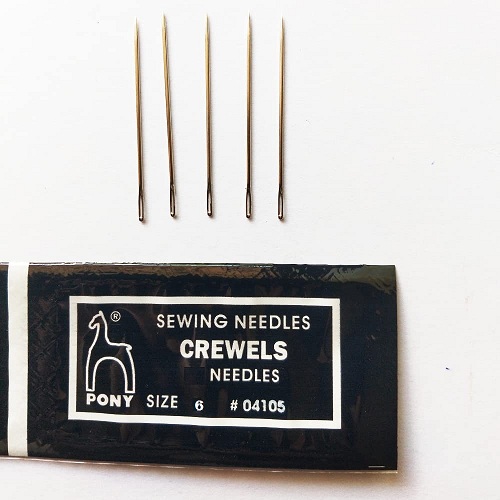 ®
SEWING NEEDLES
CREWELS
NEEDLES
PONY SIZE 6 # 04105